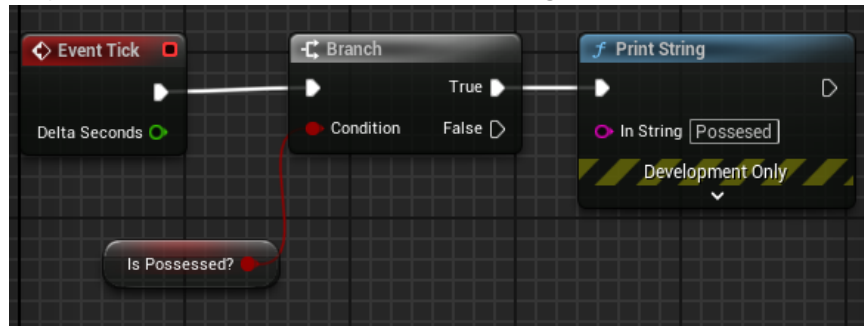 Event Tick
Delta Seconds
Branch
True
Condition
False
Print String
In String Possesed
Development Only
Is Possessed?